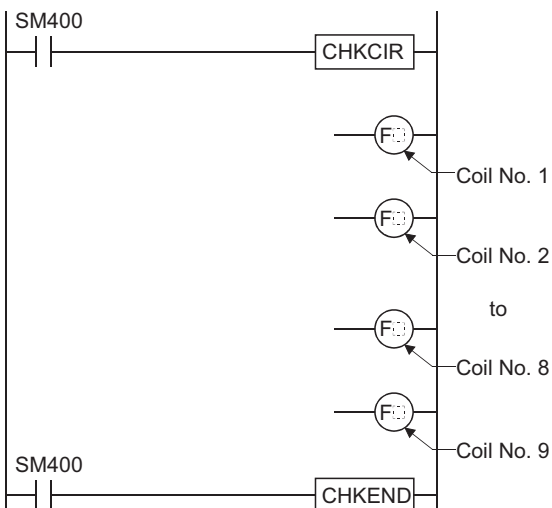 SM400
CHKCIR
F
Coil No. 1
F
Coil No. 2
to
F
Coil No. 8
F
Coil No. 9
SM400
CHKEND